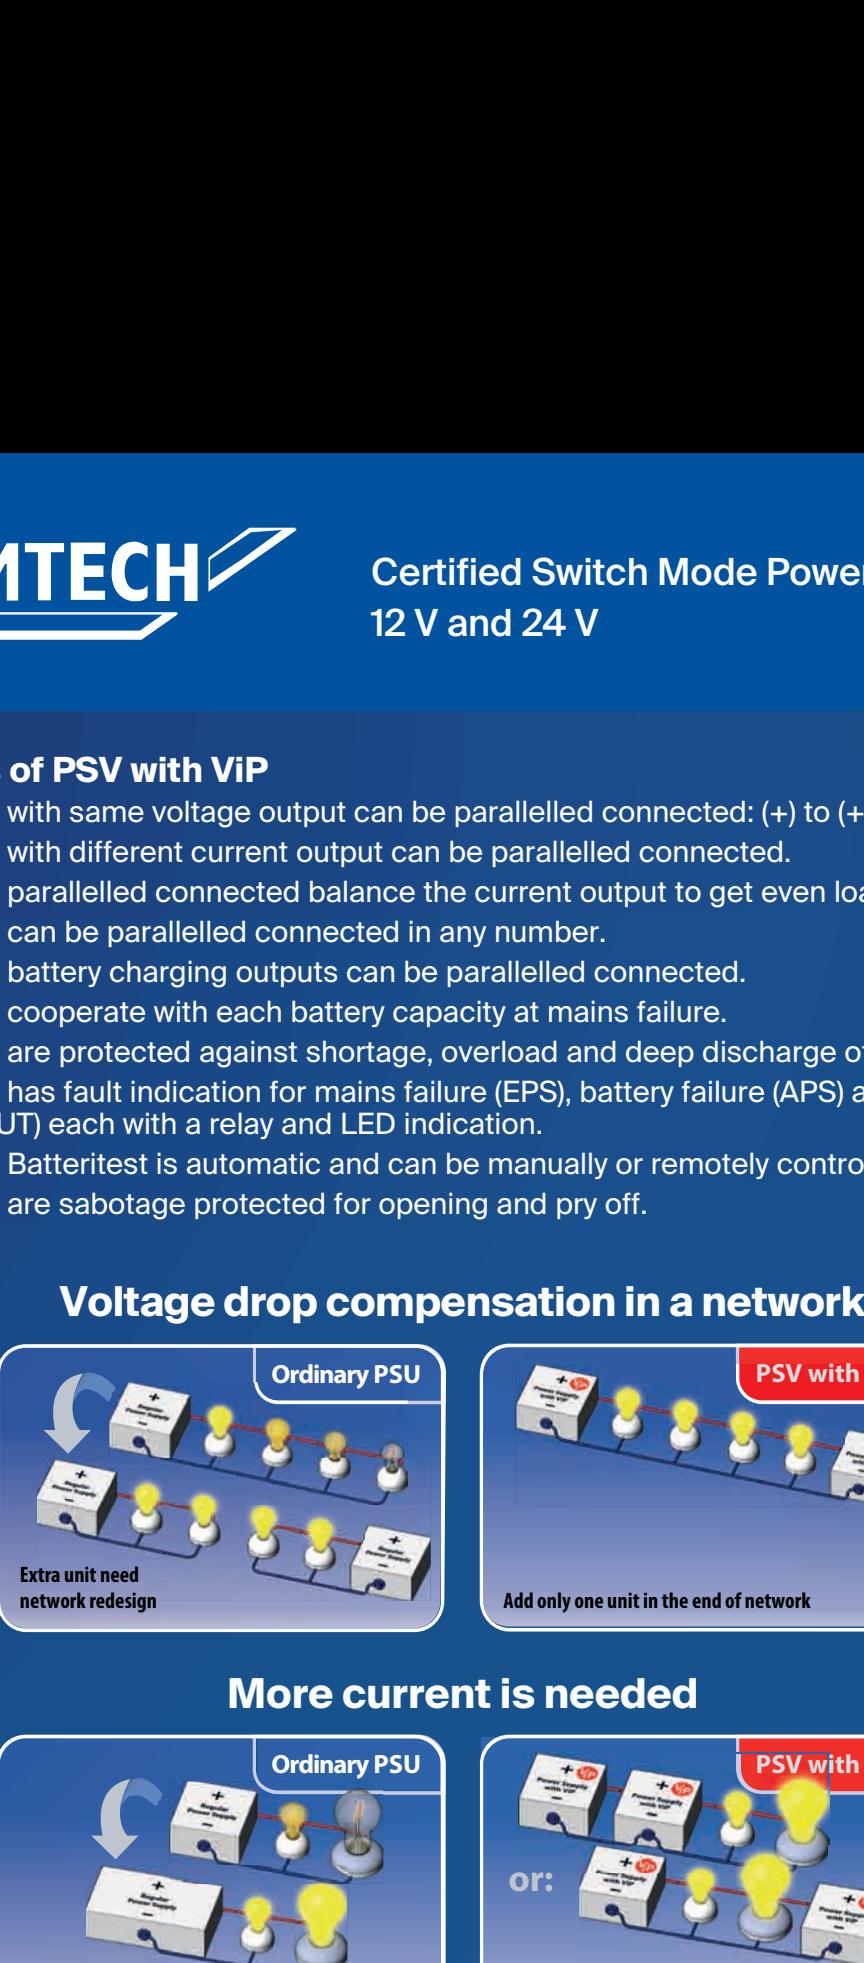 MTECH
Certified Switch Mode Power
12 V and 24 V
of PSV with ViP
with same voltage output can be parallelled connected: (+) to (+
with different current output can be parallelled connected.
parallelled connected balance the current output to get even loa
can be parallelled connected in any number.
battery charging outputs can be parallelled connected.
cooperate with each battery capacity at mains failure.
are protected against shortage, overload and deep discharge of
has fault indication for mains failure (EPS), battery failure (APS) a
UT) each with a relay and LED indication.
Batteritest is automatic and can be manually or remotely contro
are sabotage protected for opening and pry off.
Voltage drop compensation in a network
Ordinary PSU
PSV with
+
Regular
Power Supply
−
+ ViP
Power Supply
with ViP
−
+
Regular
Power Supply
−
+
Regular
Power Supply
−
Extra unit need
network redesign
Add only one unit in the end of network
More current is needed
Ordinary PSU
PSV with
+
Regular
Power Supply
−
+ ViP
Power Supply
with ViP
−
+ ViP
Power Supply
with ViP
−
or:
+
Regular
Power Supply
−
+ ViP
Power Supply
with ViP
−
+
Power Supply
with ViP
−